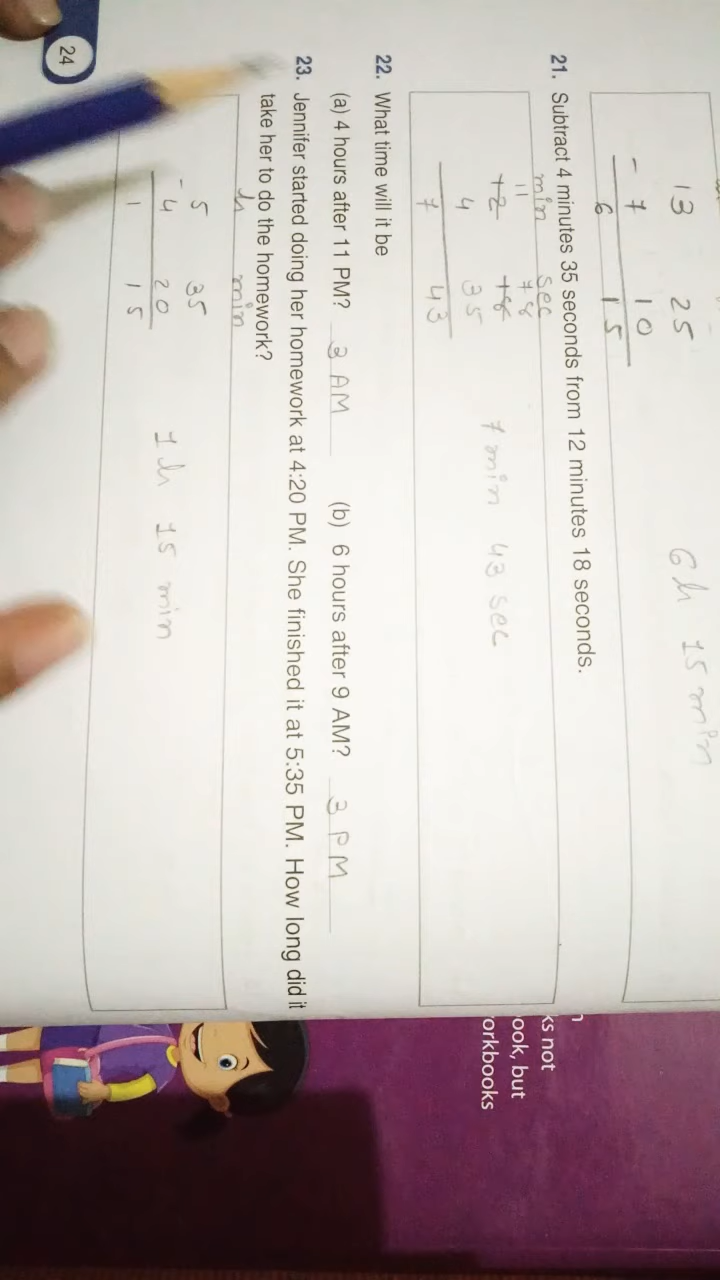 13 25
- 7 10
6 15
6h 15 min
21. Subtract 4 minutes 35 seconds from 12 minutes 18 seconds.
min sec
11 78
12 18
4 35
7 43
7 min 43 sec
22. What time will it be
(a) 4 hours after 11 PM? 3 AM (b) 6 hours after 9 AM? 3 PM
23. Jennifer started doing her homework at 4:20 PM. She finished it at 5:35 PM. How long did it
take her to do the homework?
h min
5 35
- 4 20
1 15
1h 15 min
24
ks not
ook, but
orkbooks